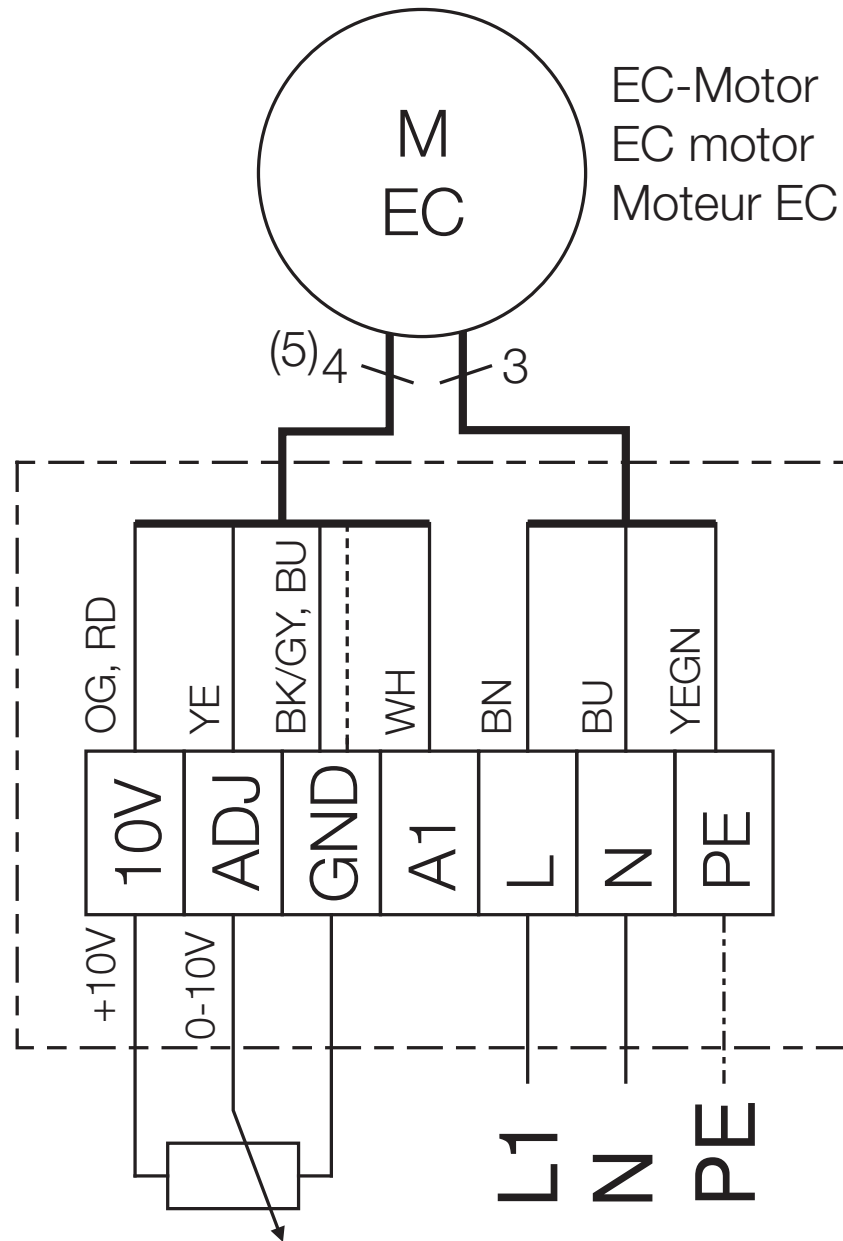 M
EC
EC-Motor
EC motor
Moteur EC
(5)4
3
OG, RD
YE
BK/GY, BU
WH
BN
BU
YEGN
10V
ADJ
GND
A1
L
N
PE
+10V
0-10V
L1
N
PE